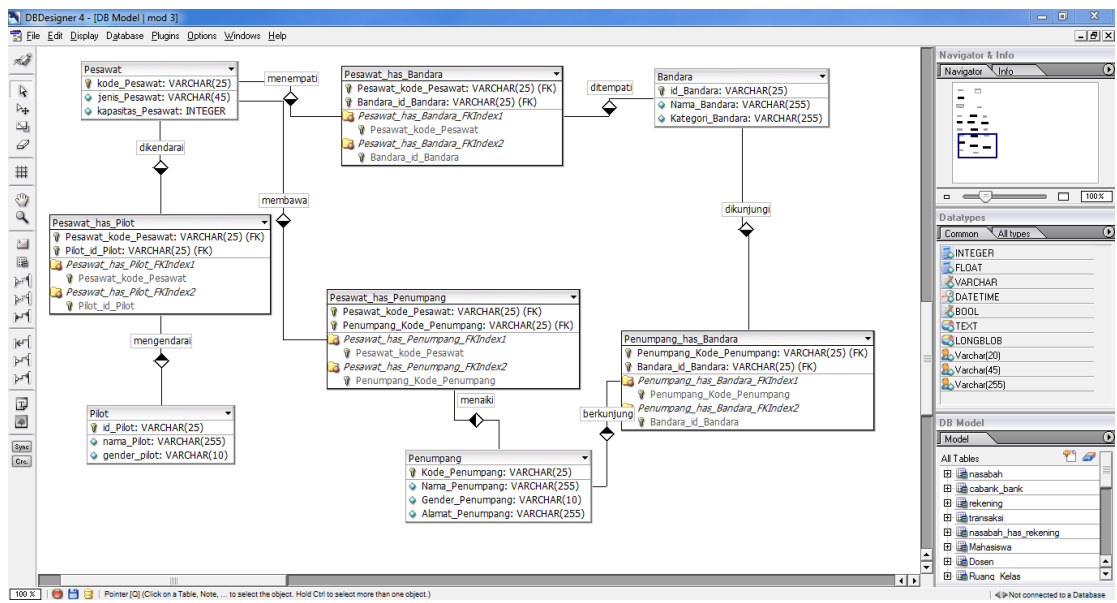 DBDesigner 4 - [DB Model | mod 3]
File Edit Display Database Plugins Options Windows Help
Pesawat
kode_Pesawat: VARCHAR(25)
jenis_Pesawat: VARCHAR(45)
kapasitas_Pesawat: INTEGER
menempati
Pesawat_has_Bandara
Pesawat_kode_Pesawat: VARCHAR(25) (FK)
Bandara_id_Bandara: VARCHAR(25) (FK)
Pesawat_has_Bandara_FKIndex1
Pesawat_kode_Pesawat
Pesawat_has_Bandara_FKIndex2
Bandara_id_Bandara
ditempati
Bandara
id_Bandara: VARCHAR(25)
Nama_Bandara: VARCHAR(255)
Kategori_Bandara: VARCHAR(255)
dikendarai
membawa
dikunjungi
Pesawat_has_Pilot
Pesawat_kode_Pesawat: VARCHAR(25) (FK)
Pilot_id_Pilot: VARCHAR(25) (FK)
Pesawat_has_Pilot_FKIndex1
Pesawat_kode_Pesawat
Pesawat_has_Pilot_FKIndex2
Pilot_id_Pilot
mengendarai
Pesawat_has_Penumpang
Pesawat_kode_Pesawat: VARCHAR(25) (FK)
Penumpang_Kode_Penumpang: VARCHAR(25) (FK)
Pesawat_has_Penumpang_FKIndex1
Pesawat_kode_Pesawat
Pesawat_has_Penumpang_FKIndex2
Penumpang_Kode_Penumpang
Penumpang_has_Bandara
Penumpang_Kode_Penumpang: VARCHAR(25) (FK)
Bandara_id_Bandara: VARCHAR(25) (FK)
Penumpang_has_Bandara_FKIndex1
Penumpang_Kode_Penumpang
Penumpang_has_Bandara_FKIndex2
Bandara_id_Bandara
menaiki
berkunjung
Pilot
id_Pilot: VARCHAR(25)
nama_Pilot: VARCHAR(255)
gender_pilot: VARCHAR(10)
Penumpang
Kode_Penumpang: VARCHAR(25)
Nama_Penumpang: VARCHAR(255)
Gender_Penumpang: VARCHAR(10)
Alamat_Penumpang: VARCHAR(255)
Navigator & Info
Navigator Info
100%
Datatypes
Common All types
INTEGER
FLOAT
VARCHAR
DATETIME
BOOL
TEXT
LONGBLOB
Varchar(20)
Varchar(45)
Varchar(255)
DB Model
Model
All Tables
nasabah
cabank_bank
rekening
transaksi
nasabah_has_rekening
Mahasiswa
Dosen
Ruang_Kelas
Sync
Cre.
100 %
Pointer [Q] (Click on a Table, Note, ... to select the object. Hold Ctrl to select more than one object.)
Not connected to a Database